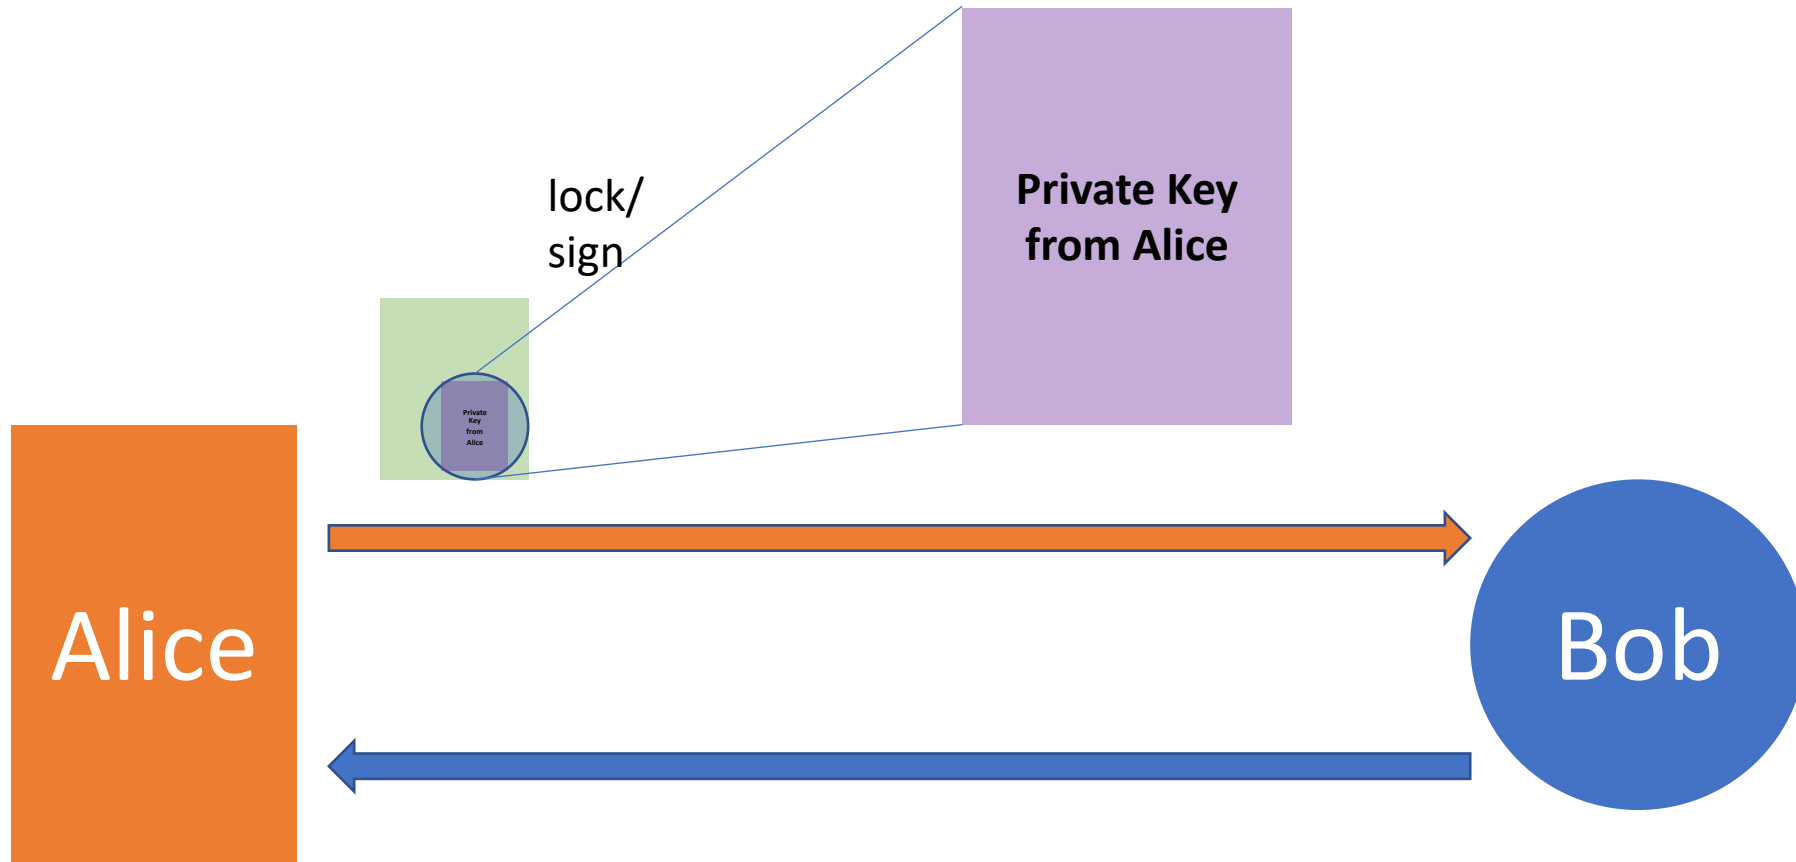 lock/
sign
Private Key
from Alice
Private
Key
from
Alice
Alice
Bob